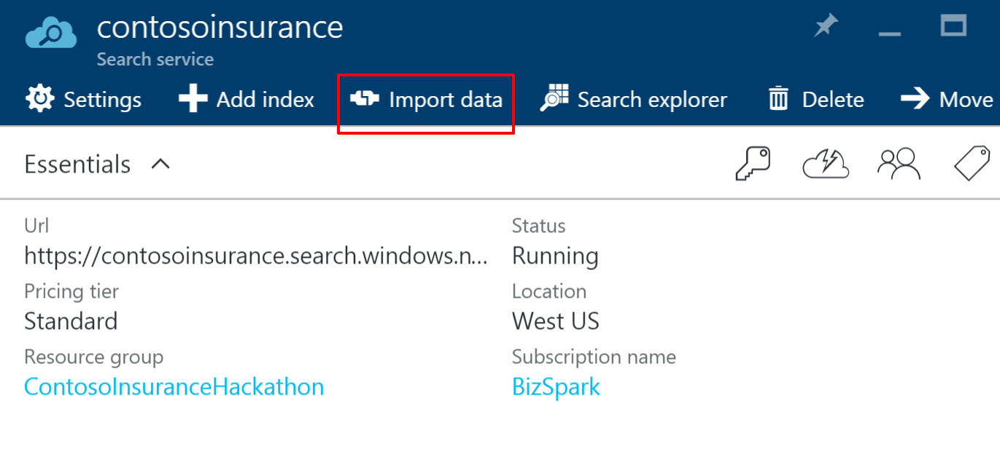 contosoinsurance
Search service
Settings Add index Import data Search explorer Delete Move
Essentials
Url Status
https://contosoinsurance.search.windows.n... Running
Pricing tier Location
Standard West US
Resource group Subscription name
ContosoInsuranceHackathon BizSpark